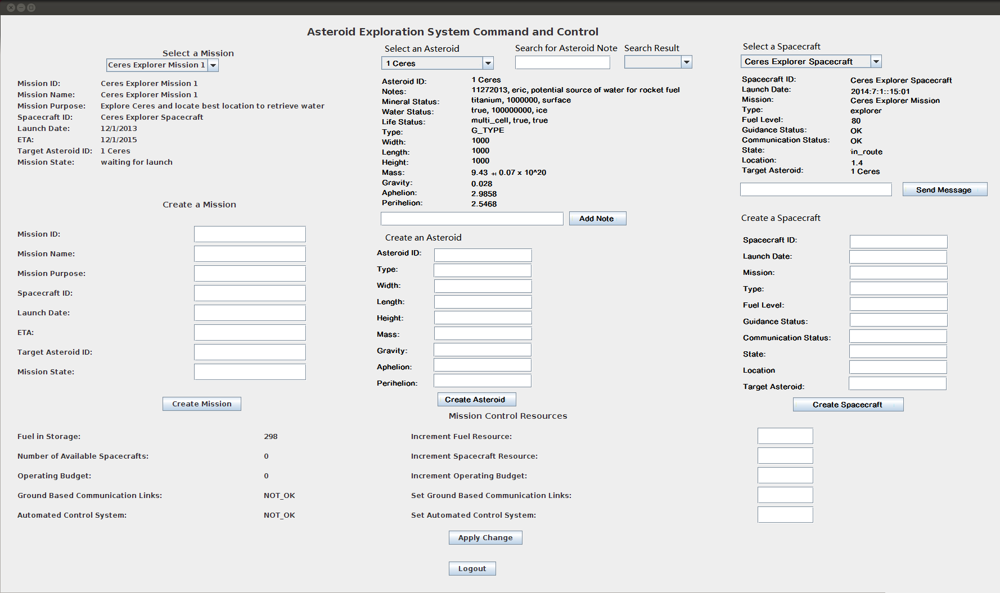 Asteroid Exploration System Command and Control
Select a Mission
Ceres Explorer Mission 1
Mission ID: Ceres Explorer Mission 1
Mission Name: Ceres Explorer Mission 1
Mission Purpose: Explore Ceres and locate best location to retrieve water
Spacecraft ID: Ceres Explorer Spacecraft
Launch Date: 12/1/2013
ETA: 12/1/2015
Target Asteroid ID: 1 Ceres
Mission State: waiting for launch
Create a Mission
Mission ID:
Mission Name:
Mission Purpose:
Spacecraft ID:
Launch Date:
ETA:
Target Asteroid ID:
Mission State:
Create Mission
Select an Asteroid
1 Ceres
Search for Asteroid Note
Search Result
Asteroid ID: 1 Ceres
Notes: 11272013, eric, potential source of water for rocket fuel
Mineral Status: titanium, 1000000, surface
Water Status: true, 100000000, ice
Life Status: multi_cell, true, true
Type: G_TYPE
Width: 1000
Length: 1000
Height: 1000
Mass: 9.43 +- 0.07 x 10^20
Gravity: 0.028
Aphelion: 2.9858
Perihelion: 2.5468
Add Note
Create an Asteroid
Asteroid ID:
Type:
Width:
Length:
Height:
Mass:
Gravity:
Aphelion:
Perihelion:
Create Asteroid
Select a Spacecraft
Ceres Explorer Spacecraft
Spacecraft ID: Ceres Explorer Spacecraft
Launch Date: 2014:7:1::15:01
Mission: Ceres Explorer Mission
Type: explorer
Fuel Level: 80
Guidance Status: OK
Communication Status: OK
State: in_route
Location: 1.4
Target Asteroid: 1 Ceres
Send Message
Create a Spacecraft
Spacecraft ID:
Launch Date:
Mission:
Type:
Fuel Level:
Guidance Status:
Communication Status:
State:
Location
Target Asteroid:
Create Spacecraft
Mission Control Resources
Fuel in Storage: 298 Increment Fuel Resource:
Number of Available Spacecrafts: 0 Increment Spacecraft Resource:
Operating Budget: 0 Increment Operating Budget:
Ground Based Communication Links: NOT_OK Set Ground Based Communication Links:
Automated Control System: NOT_OK Set Automated Control System:
Apply Change
Logout